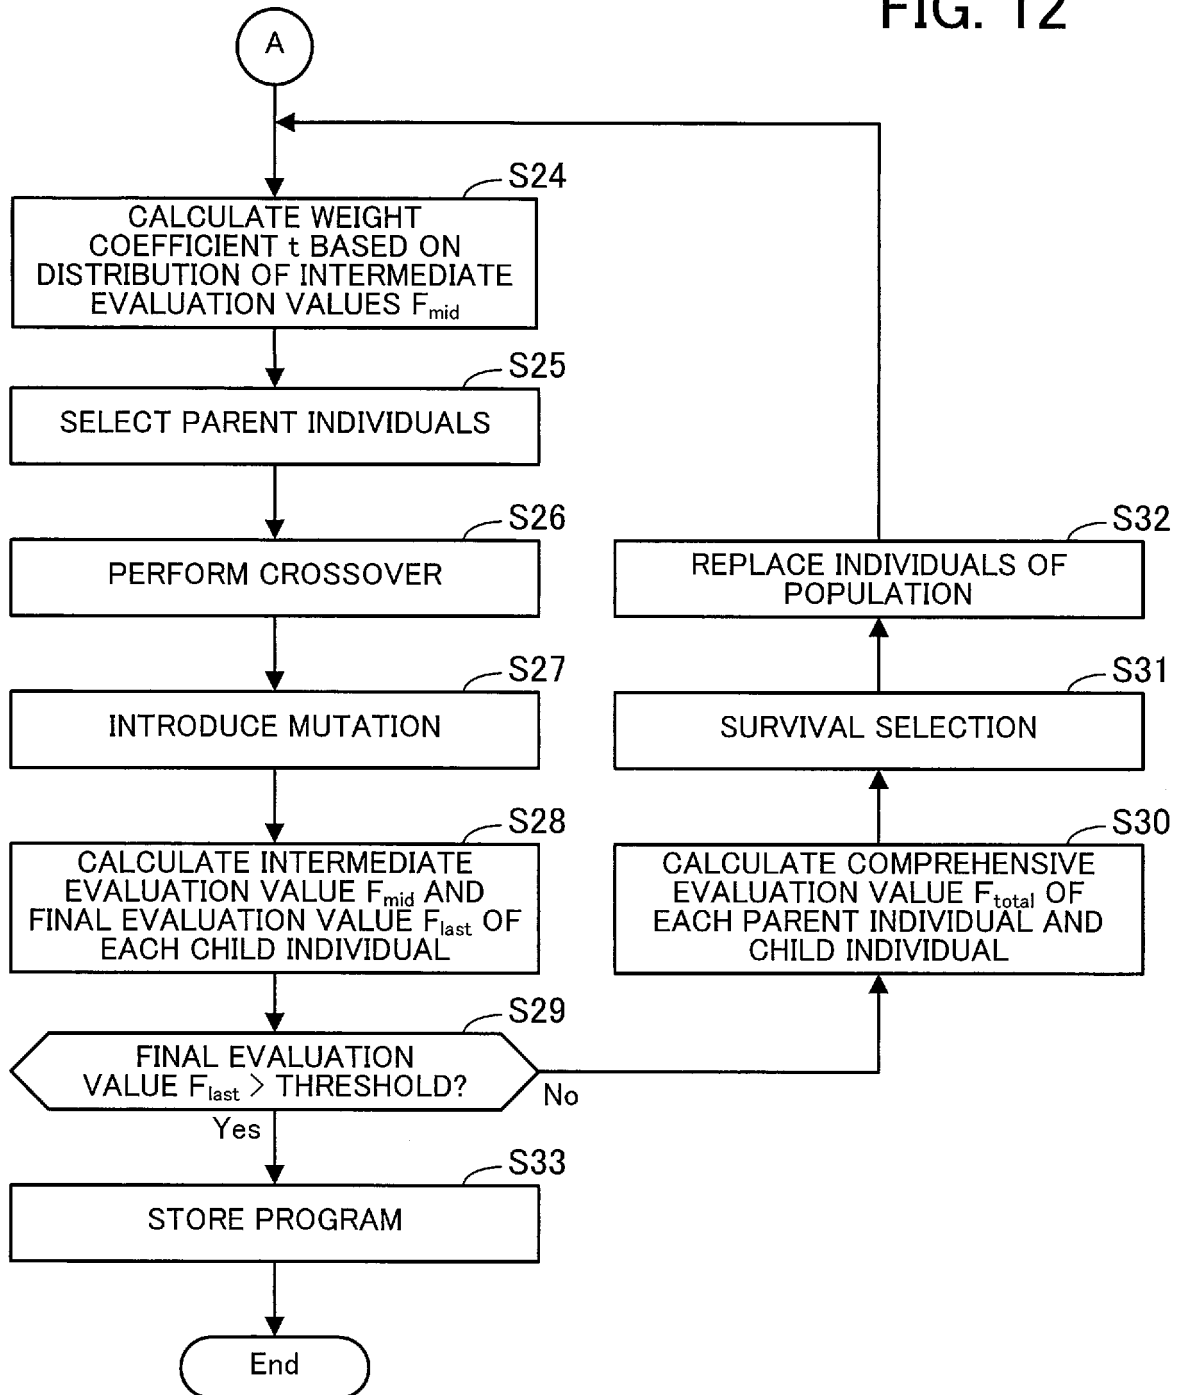 FIG. 12
A
S24
CALCULATE WEIGHT
COEFFICIENT t BASED ON
DISTRIBUTION OF INTERMEDIATE
EVALUATION VALUES Fmid
S25
SELECT PARENT INDIVIDUALS
S26
PERFORM CROSSOVER
S27
INTRODUCE MUTATION
S28
CALCULATE INTERMEDIATE
EVALUATION VALUE Fmid AND
FINAL EVALUATION VALUE Flast OF
EACH CHILD INDIVIDUAL
S29
FINAL EVALUATION
VALUE Flast > THRESHOLD?
No
Yes
S33
STORE PROGRAM
End
S32
REPLACE INDIVIDUALS OF
POPULATION
S31
SURVIVAL SELECTION
S30
CALCULATE COMPREHENSIVE
EVALUATION VALUE Ftotal OF
EACH PARENT INDIVIDUAL AND
CHILD INDIVIDUAL